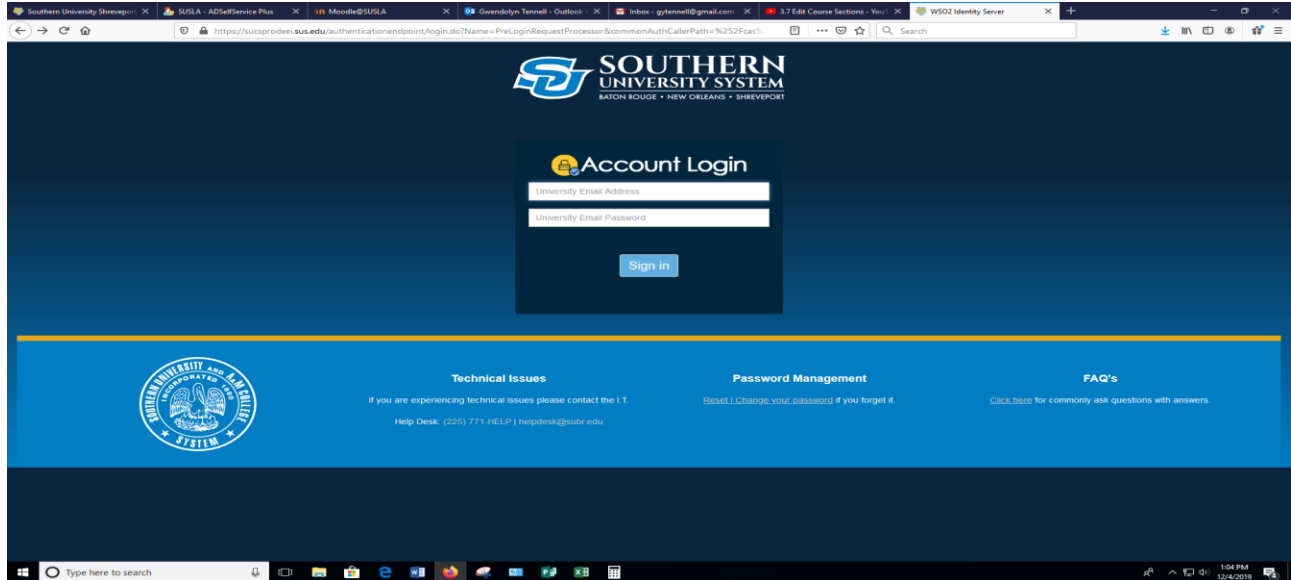 Southern University Shreveport
SUSLA - ADSelfService Plus
Moodle@SUSLA
Gwendolyn Tennell - Outlook
Inbox - gytennell@gmail.com
3.7 Edit Course Sections - You
WSO2 Identity Server
https://sucsprodeei.sus.edu/authenticationendpoint/login.do?Name=PreLoginRequestProcessor&commonAuthCallerPath=%252Fcas%
Search
SU
SOUTHERN
UNIVERSITY SYSTEM
BATON ROUGE • NEW ORLEANS • SHREVEPORT
Account Login
University Email Address
University Email Password
Sign in
SOUTHERN UNIVERSITY AND A&M COLLEGE
INCORPORATED 1880
SYSTEM
Technical Issues
If you are experiencing technical issues please contact the I.T.
Help Desk: (225) 771-HELP | helpdesk@subr.edu
Password Management
Reset | Change your password if you forget it.
FAQ's
Click here for commonly ask questions with answers.
Type here to search
1:04 PM
12/4/2019